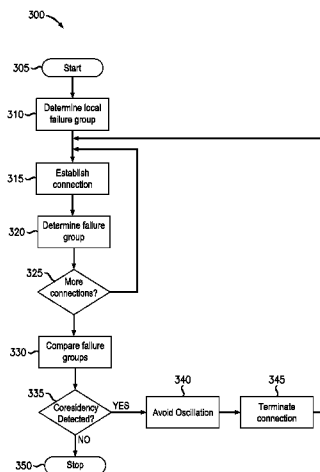 300
305
Start
310
Determine local
failure group
315
Establish
connection
320
Determine failure
group
325
More
connections?
330
Compare failure
groups
335
Coresidency
Detected?
YES
340
Avoid Oscillation
345
Terminate
connection
NO
350
Stop